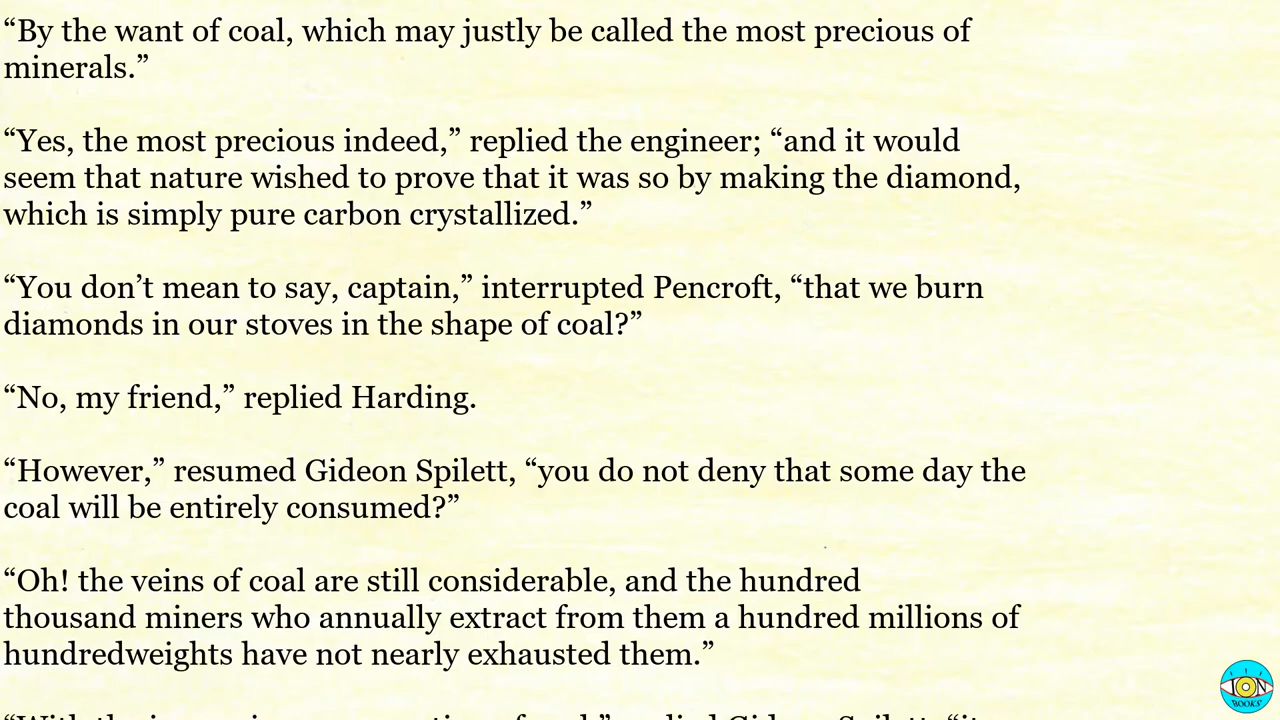 “By the want of coal, which may justly be called the most precious of
minerals.”
“Yes, the most precious indeed,” replied the engineer; “and it would
seem that nature wished to prove that it was so by making the diamond,
which is simply pure carbon crystallized.”
“You don’t mean to say, captain,” interrupted Pencroft, “that we burn
diamonds in our stoves in the shape of coal?”
“No, my friend,” replied Harding.
“However,” resumed Gideon Spilett, “you do not deny that some day the
coal will be entirely consumed?”
“Oh! the veins of coal are still considerable, and the hundred
thousand miners who annually extract from them a hundred millions of
hundredweights have not nearly exhausted them.”
ION
BOOKS